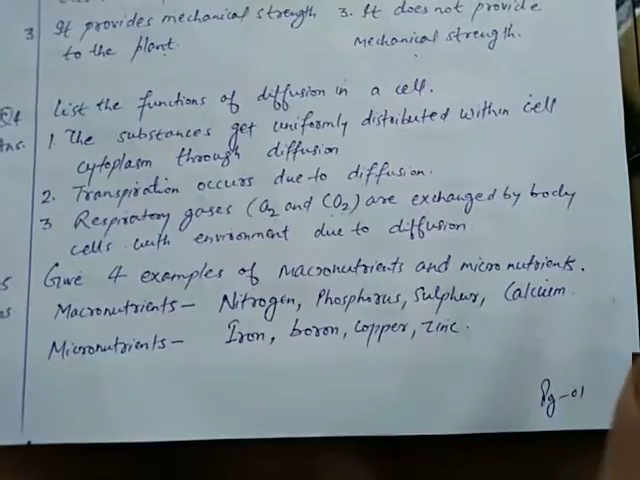 3 It provides mechanical strength 3. It does not provide
to the plant. mechanical strength.
Q4 List the functions of diffusion in a cell.
Ans. 1. The substances get uniformly distributed within cell
cytoplasm through diffusion
2. Transpiration occurs due to diffusion.
3 Respiratory gases (O2 and CO2) are exchanged by body
cells with environment due to diffusion
5 Give 4 examples of macronutrients and micronutrients.
Macronutrients - Nitrogen, Phosphorus, Sulphur, Calcium.
Micronutrients - Iron, boron, copper, zinc.
Pg-01